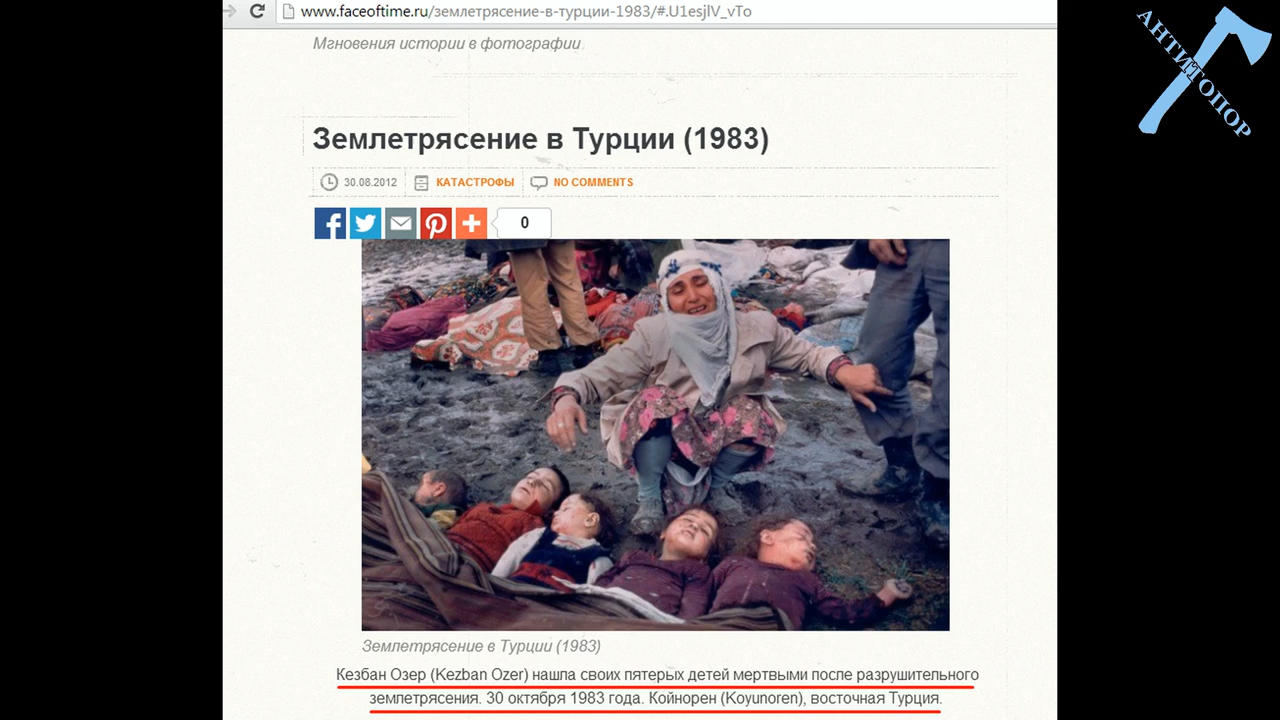 www.faceoftime.ru/землетрясение-в-турции-1983/#.U1esjlV_vTo
АНТИТОПОР
Мгновения истории в фотографии
Землетрясение в Турции (1983)
30.08.2012 КАТАСТРОФЫ NO COMMENTS
0
Землетрясение в Турции (1983)
Кезбан Озер (Kezban Ozer) нашла своих пятерых детей мертвыми после разрушительного
землетрясения. 30 октября 1983 года. Койнорен (Koyunoren), восточная Турция.